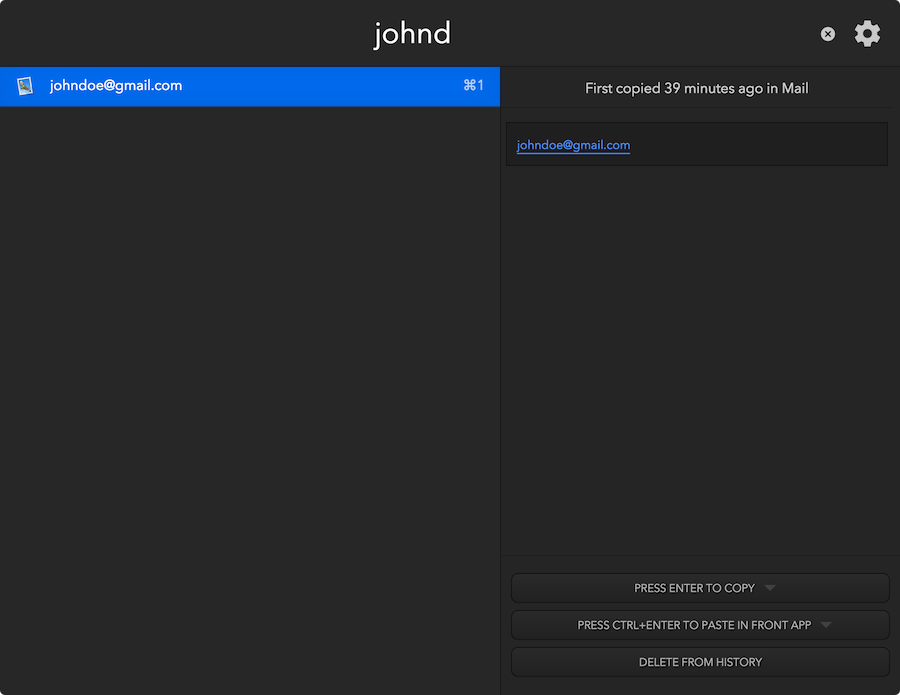 johnd
johndoe@gmail.com ⌘1
First copied 39 minutes ago in Mail
johndoe@gmail.com
PRESS ENTER TO COPY
PRESS CTRL+ENTER TO PASTE IN FRONT APP
DELETE FROM HISTORY